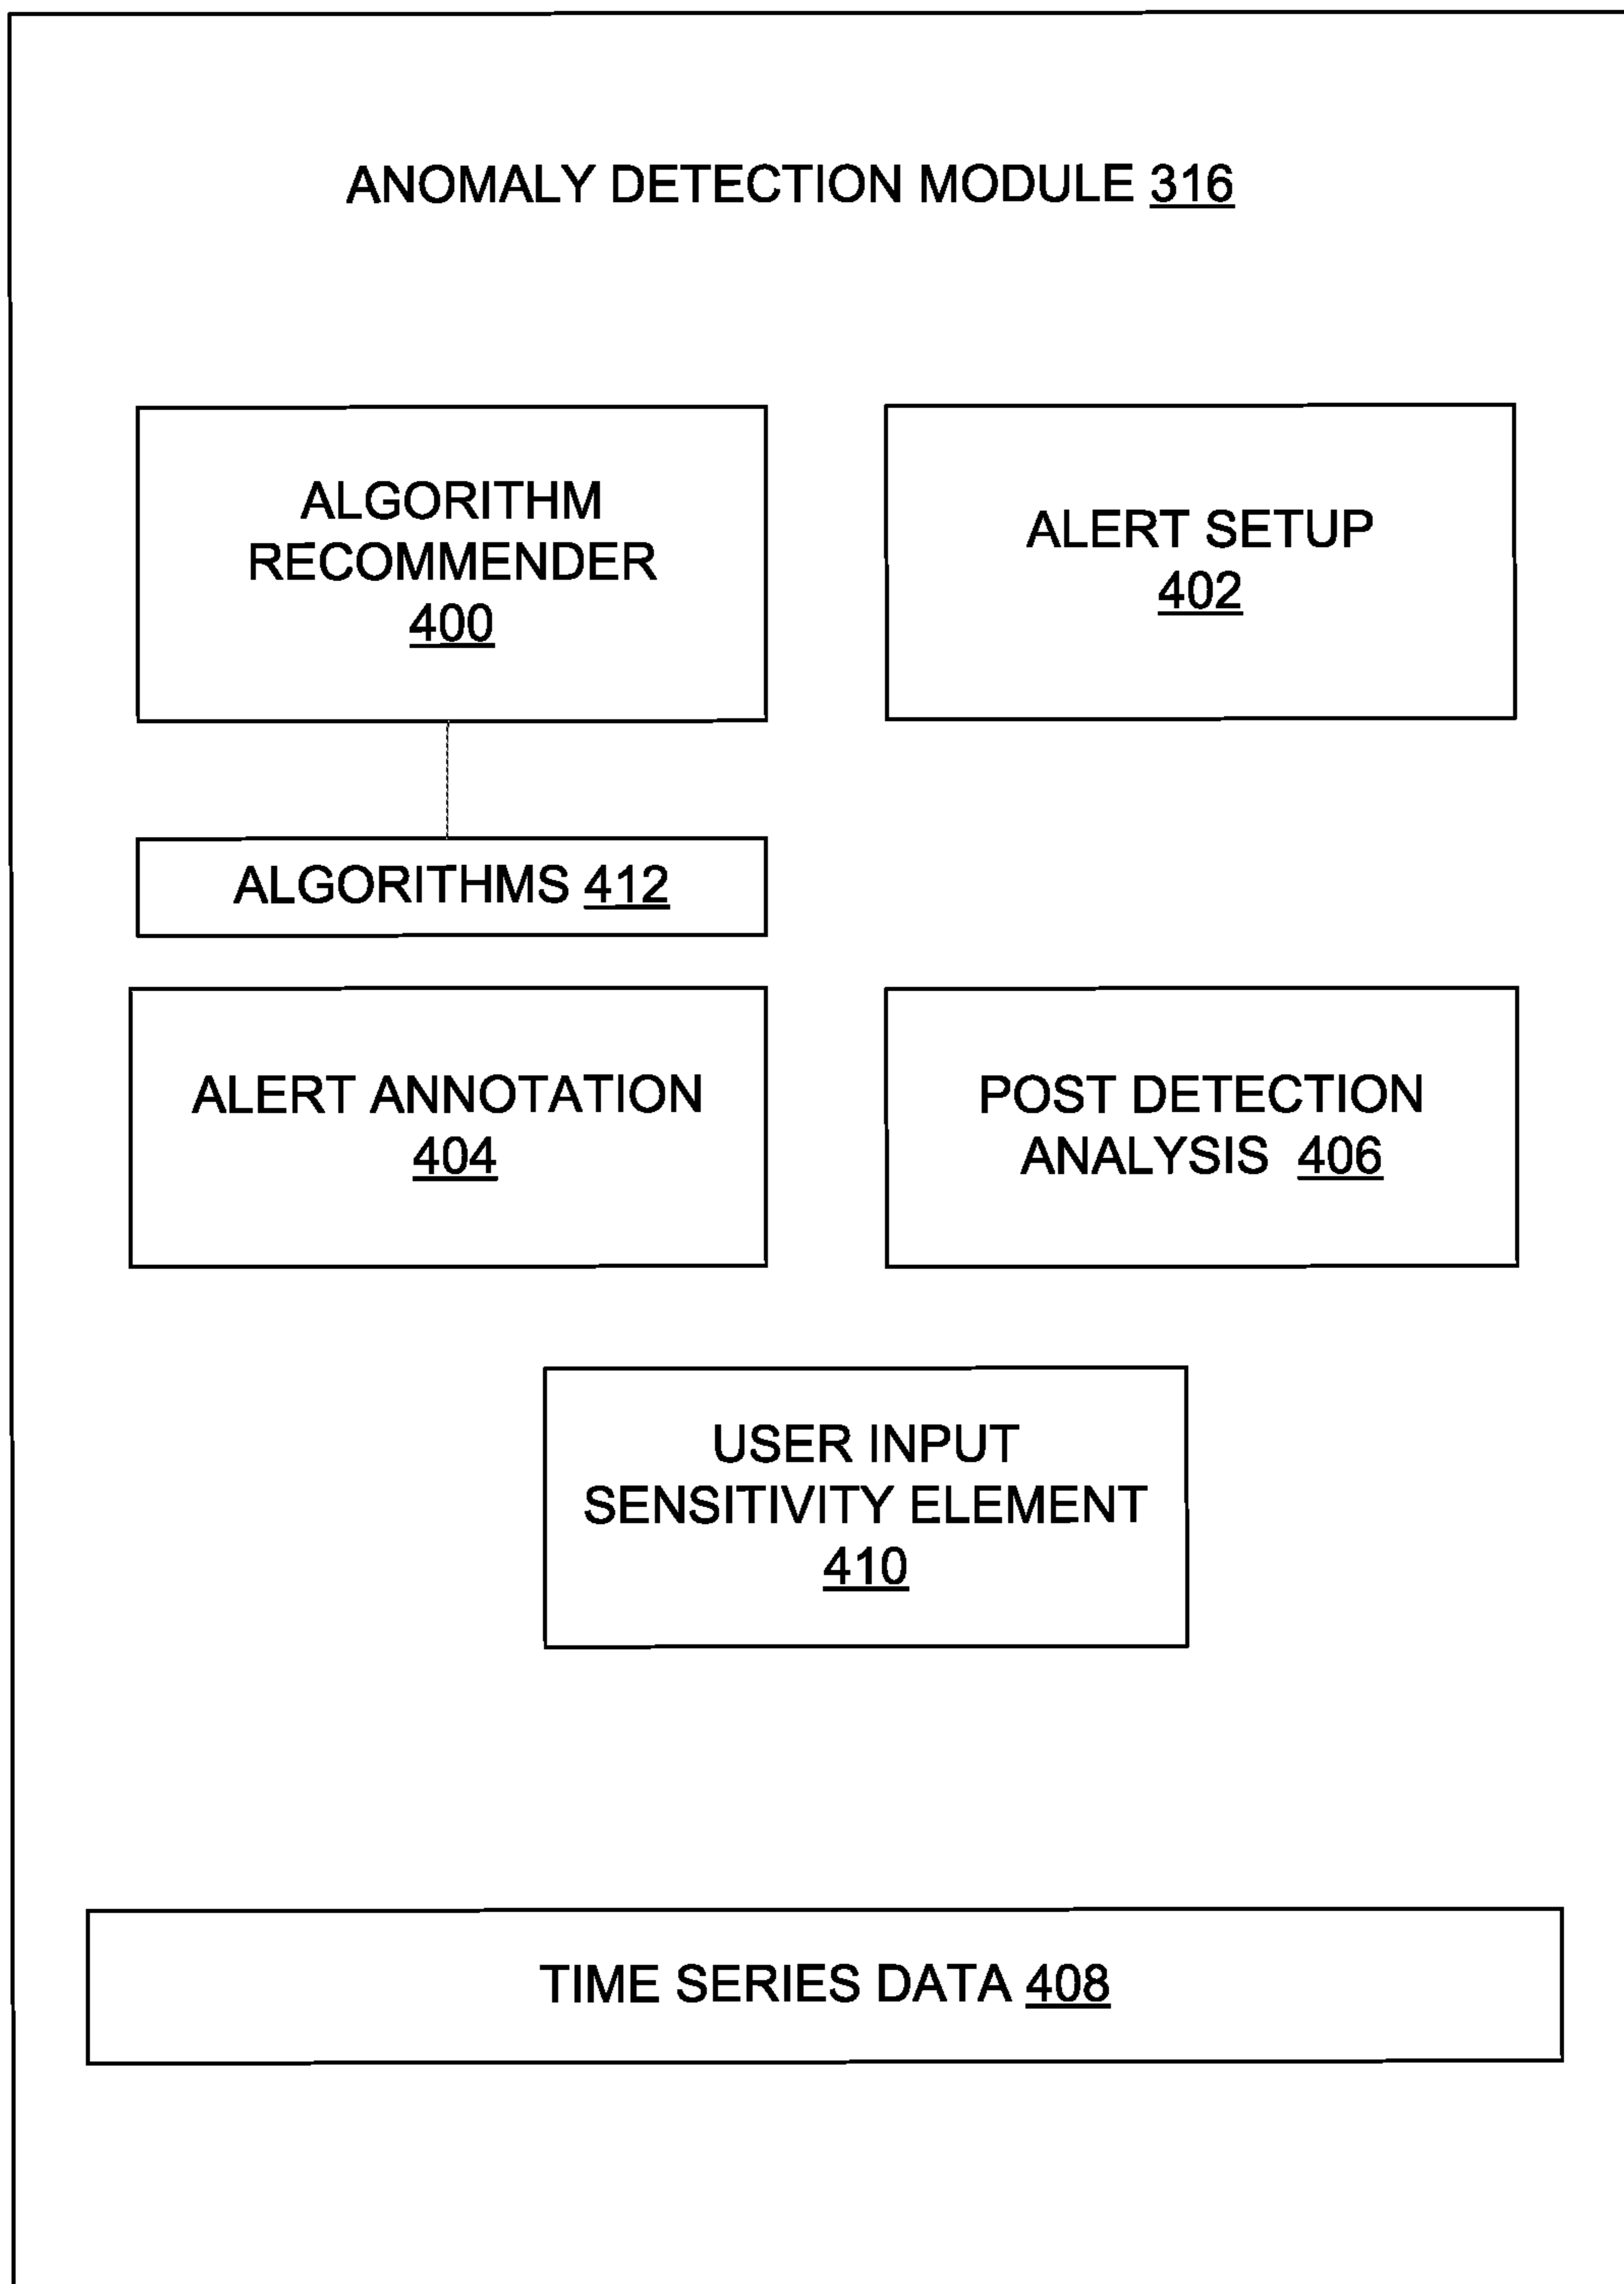 ANOMALY DETECTION MODULE 316
ALGORITHM
RECOMMENDER
400
ALERT SETUP
402
ALGORITHMS 412
ALERT ANNOTATION
404
POST DETECTION
ANALYSIS 406
USER INPUT
SENSITIVITY ELEMENT
410
TIME SERIES DATA 408